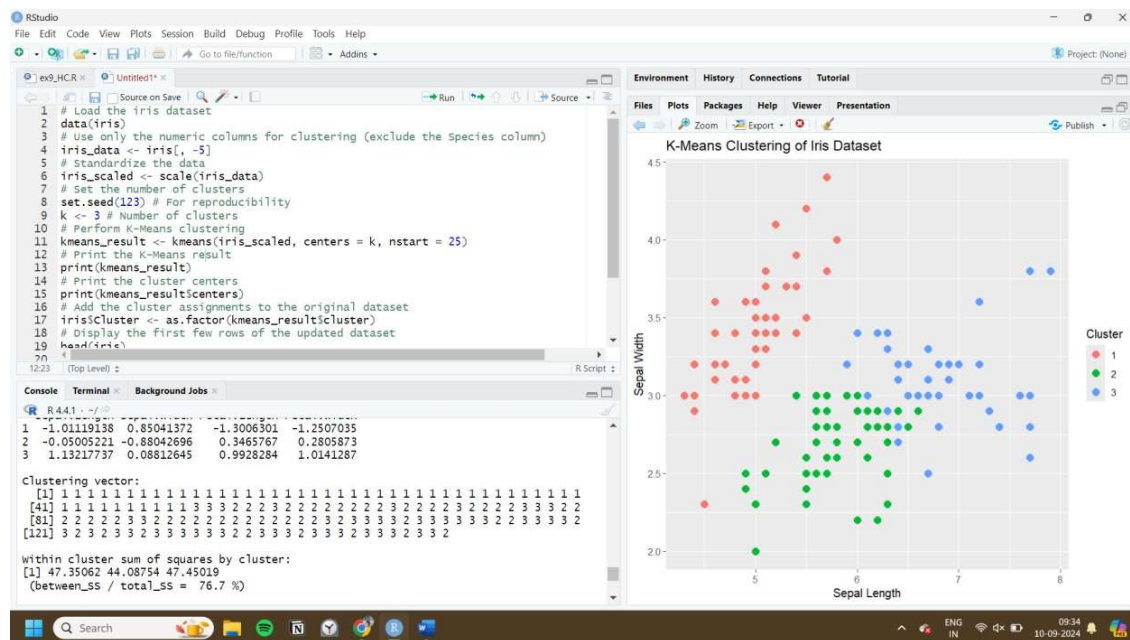 RStudio
File Edit Code View Plots Session Build Debug Profile Tools Help
Go to file/function Addins Project: (None)
ex9_HC.R Untitled1*
Source on Save Run Source
1 # Load the iris dataset
2 data(iris)
3 # Use only the numeric columns for clustering (exclude the Species column)
4 iris_data <- iris[, -5]
5 # Standardize the data
6 iris_scaled <- scale(iris_data)
7 # Set the number of clusters
8 set.seed(123) # For reproducibility
9 k <- 3 # Number of clusters
10 # Perform K-Means clustering
11 kmeans_result <- kmeans(iris_scaled, centers = k, nstart = 25)
12 # Print the K-Means result
13 print(kmeans_result)
14 # Print the cluster centers
15 print(kmeans_result$centers)
16 # Add the cluster assignments to the original dataset
17 iris$Cluster <- as.factor(kmeans_result$cluster)
18 # Display the first few rows of the updated dataset
19 head(iris)
20
12:23 (Top Level) R Script
Console Terminal Background Jobs
R 4.4.1 · ~/
1 -1.01119138 0.85041372 -1.3006301 -1.2507035
2 -0.05005221 -0.88042696 0.3465767 0.2805873
3 1.13217737 0.08812645 0.9928284 1.0141287
Clustering vector:
[1] 1 1 1 1 1 1 1 1 1 1 1 1 1 1 1 1 1 1 1 1 1 1 1 1 1 1 1 1 1 1 1 1 1 1 1 1 1 1 1 1
[41] 1 1 1 1 1 1 1 1 1 1 3 3 3 2 2 2 3 2 2 2 2 2 2 2 2 3 2 2 2 2 3 2 2 2 2 3 3 3 2 2
[81] 2 2 2 2 2 3 3 2 2 2 2 2 2 2 2 2 2 2 2 2 3 2 3 3 3 3 2 3 3 3 3 3 3 2 2 3 3 3 3 2
[121] 3 2 3 2 3 3 2 3 3 3 3 3 3 2 2 3 3 3 2 3 3 3 2 3 3 3 2 3 3 2
Within cluster sum of squares by cluster:
[1] 47.35062 44.08754 47.45019
(between_SS / total_SS = 76.7 %)
Environment History Connections Tutorial
Files Plots Packages Help Viewer Presentation
Zoom Export Publish
K-Means Clustering of Iris Dataset
4.5
4.0
3.5
3.0
2.5
2.0
Sepal Width
5 6 7 8
Sepal Length
Cluster
1
2
3
Search
ENG
IN
09:34
10-09-2024